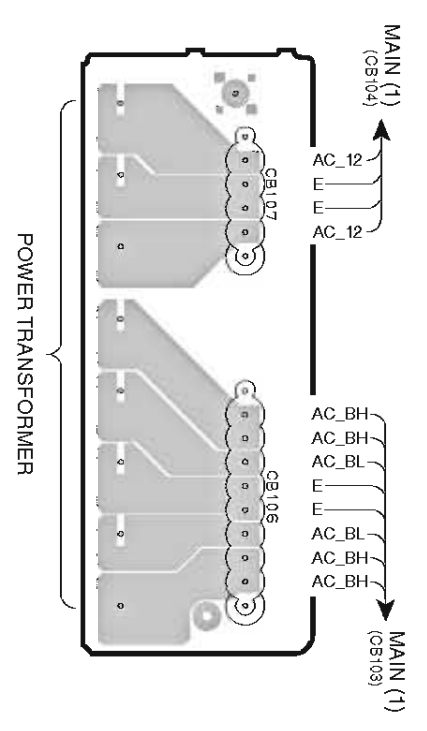 MAIN (1)
(CB104)
AC_12
E
E
AC_12
CB107
POWER TRANSFORMER
AC_BH
AC_BH
AC_BL
E
E
AC_BL
AC_BH
AC_BH
CB106
MAIN (1)
(CB103)